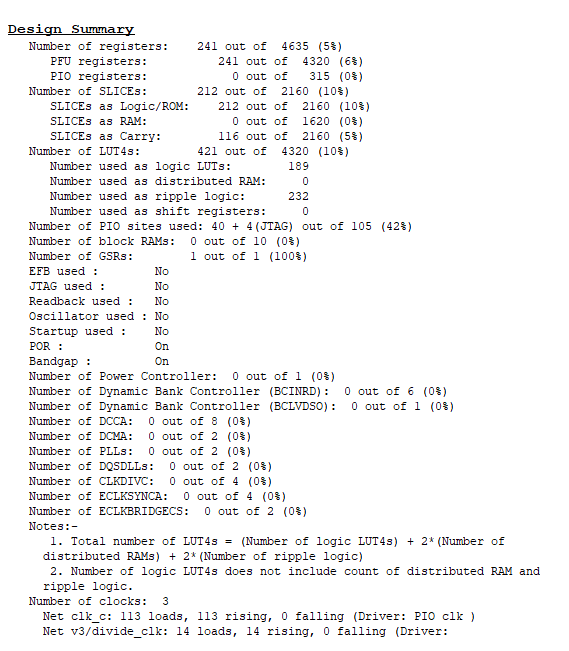 Design Summary
Number of registers: 241 out of 4635 (5%)
PFU registers: 241 out of 4320 (6%)
PIO registers: 0 out of 315 (0%)
Number of SLICEs: 212 out of 2160 (10%)
SLICEs as Logic/ROM: 212 out of 2160 (10%)
SLICEs as RAM: 0 out of 1620 (0%)
SLICEs as Carry: 116 out of 2160 (5%)
Number of LUT4s: 421 out of 4320 (10%)
Number used as logic LUTs: 189
Number used as distributed RAM: 0
Number used as ripple logic: 232
Number used as shift registers: 0
Number of PIO sites used: 40 + 4(JTAG) out of 105 (42%)
Number of block RAMs: 0 out of 10 (0%)
Number of GSRs: 1 out of 1 (100%)
EFB used : No
JTAG used : No
Readback used : No
Oscillator used : No
Startup used : No
POR : On
Bandgap : On
Number of Power Controller: 0 out of 1 (0%)
Number of Dynamic Bank Controller (BCINRD): 0 out of 6 (0%)
Number of Dynamic Bank Controller (BCLVDSO): 0 out of 1 (0%)
Number of DCCA: 0 out of 8 (0%)
Number of DCMA: 0 out of 2 (0%)
Number of PLLs: 0 out of 2 (0%)
Number of DQSDLLs: 0 out of 2 (0%)
Number of CLKDIVC: 0 out of 4 (0%)
Number of ECLKSYNCA: 0 out of 4 (0%)
Number of ECLKBRIDGECS: 0 out of 2 (0%)
Notes:-
1. Total number of LUT4s = (Number of logic LUT4s) + 2*(Number of
distributed RAMs) + 2*(Number of ripple logic)
2. Number of logic LUT4s does not include count of distributed RAM and
ripple logic.
Number of clocks: 3
Net clk_c: 113 loads, 113 rising, 0 falling (Driver: PIO clk )
Net v3/divide_clk: 14 loads, 14 rising, 0 falling (Driver: